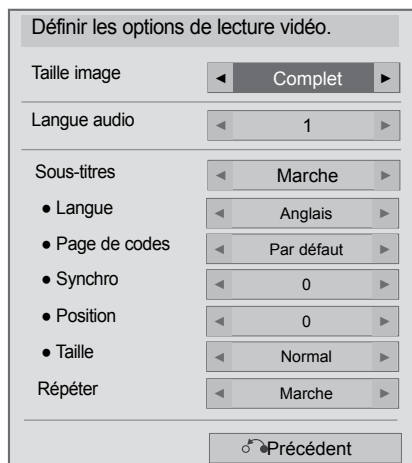 Définir les options de lecture vidéo.
Taille image ◄ Complet ►
Langue audio ◄ 1 ►
Sous-titres ◄ Marche ►
● Langue ◄ Anglais ►
● Page de codes ◄ Par défaut ►
● Synchro ◄ 0 ►
● Position ◄ 0 ►
● Taille ◄ Normal ►
Répéter ◄ Marche ►
Précédent